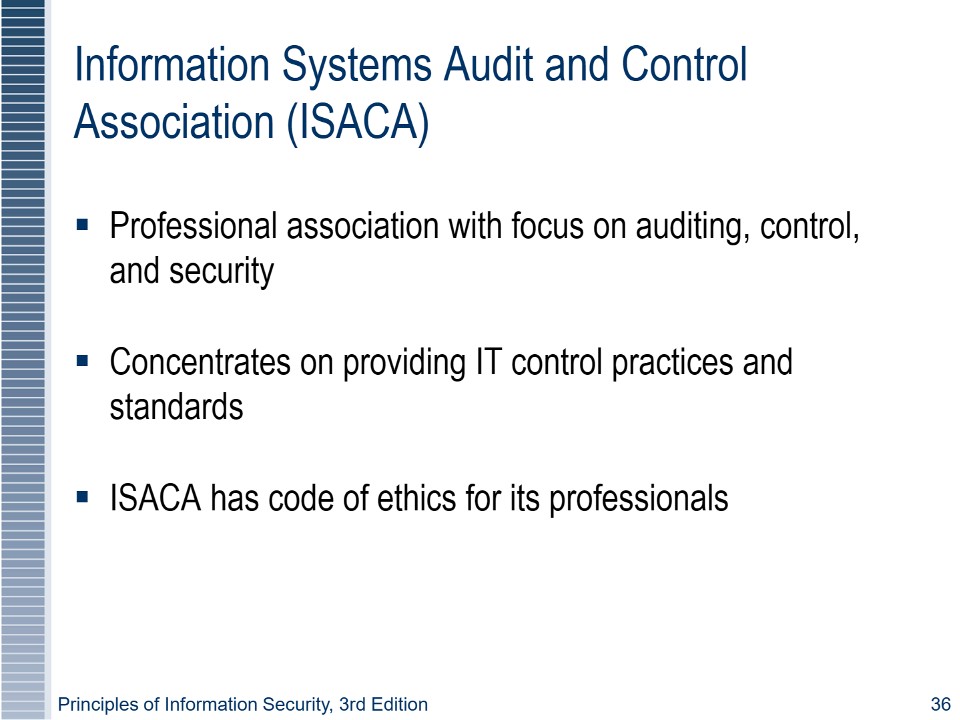 Information Systems Audit and Control
Association (ISACA)
▪ Professional association with focus on auditing, control,
and security
▪ Concentrates on providing IT control practices and
standards
▪ ISACA has code of ethics for its professionals
Principles of Information Security, 3rd Edition
36